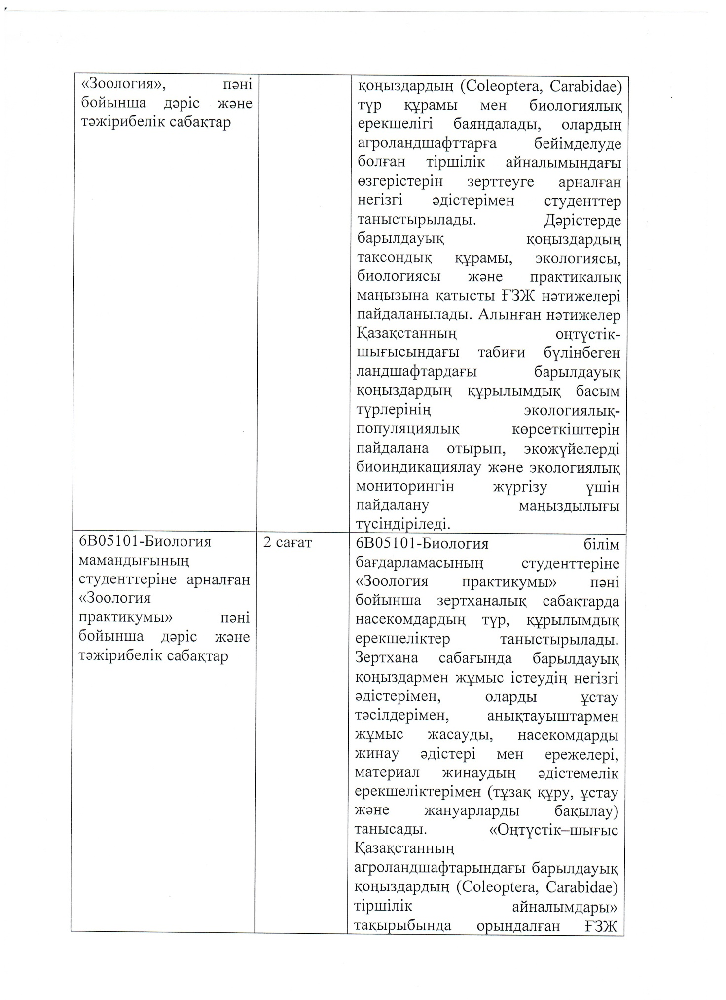 «Зоология», пәні
бойынша дәріс және
тәжірибелік сабақтар
қоңыздардың (Coleoptera, Carabidae)
түр құрамы мен биологиялық
ерекшелігі баяндалады, олардың
агроландшафттарға бейімделуде
болған тіршілік айналымындағы
өзгерістерін зерттеуге арналған
негізгі әдістерімен студенттер
таныстырылады. Дәрістерде
барылдауық қоңыздардың
таксондық құрамы, экологиясы,
биологиясы және практикалық
маңызына қатысты ҒЗЖ нәтижелері
пайдаланылады. Алынған нәтижелер
Қазақстанның оңтүстік-
шығысындағы табиғи бүлінбеген
ландшафтардағы барылдауық
қоңыздардың құрылымдық басым
түрлерінің экологиялық-
популяциялық көрсеткіштерін
пайдалана отырып, экожүйелерді
биоиндикациялау және экологиялық
мониторингін жүргізу үшін
пайдалану маңыздылығы
түсіндіріледі.
6В05101-Биология
мамандығының
студенттеріне арналған
«Зоология
практикумы» пәні
бойынша дәріс және
тәжірибелік сабақтар
2 сағат
6В05101-Биология білім
бағдарламасының студенттеріне
«Зоология практикумы» пәні
бойынша зертханалық сабақтарда
насекомдардың түр, құрылымдық
ерекшеліктер таныстырылады.
Зертхана сабағында барылдауық
қоңыздармен жұмыс істеудің негізгі
әдістерімен, оларды ұстау
тәсілдерімен, анықтауыштармен
жұмыс жасауды, насекомдарды
жинау әдістері мен ережелері,
материал жинаудың әдістемелік
ерекшеліктерімен (тұзақ құру, ұстау
және жануарларды бақылау)
танысады. «Оңтүстік–шығыс
Қазақстанның
агроландшафтарындағы барылдауық
қоңыздардың (Coleoptera, Carabidae)
тіршілік айналымдары»
тақырыбында орындалған ҒЗЖ